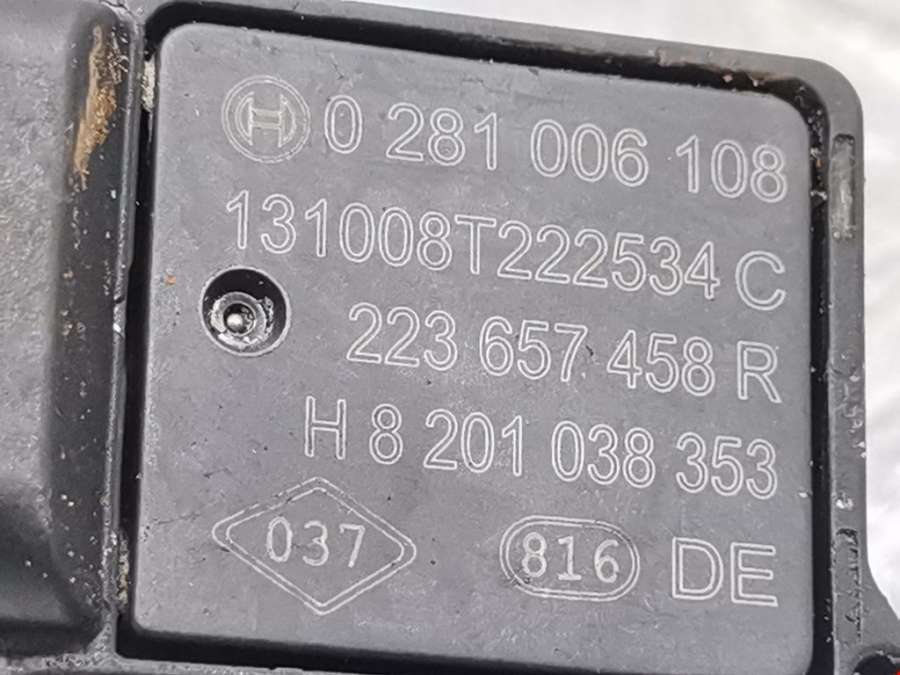 0 281 006 108
131008T222534 C
223 657 458 R
H 8 201 038 353
037 816 DE